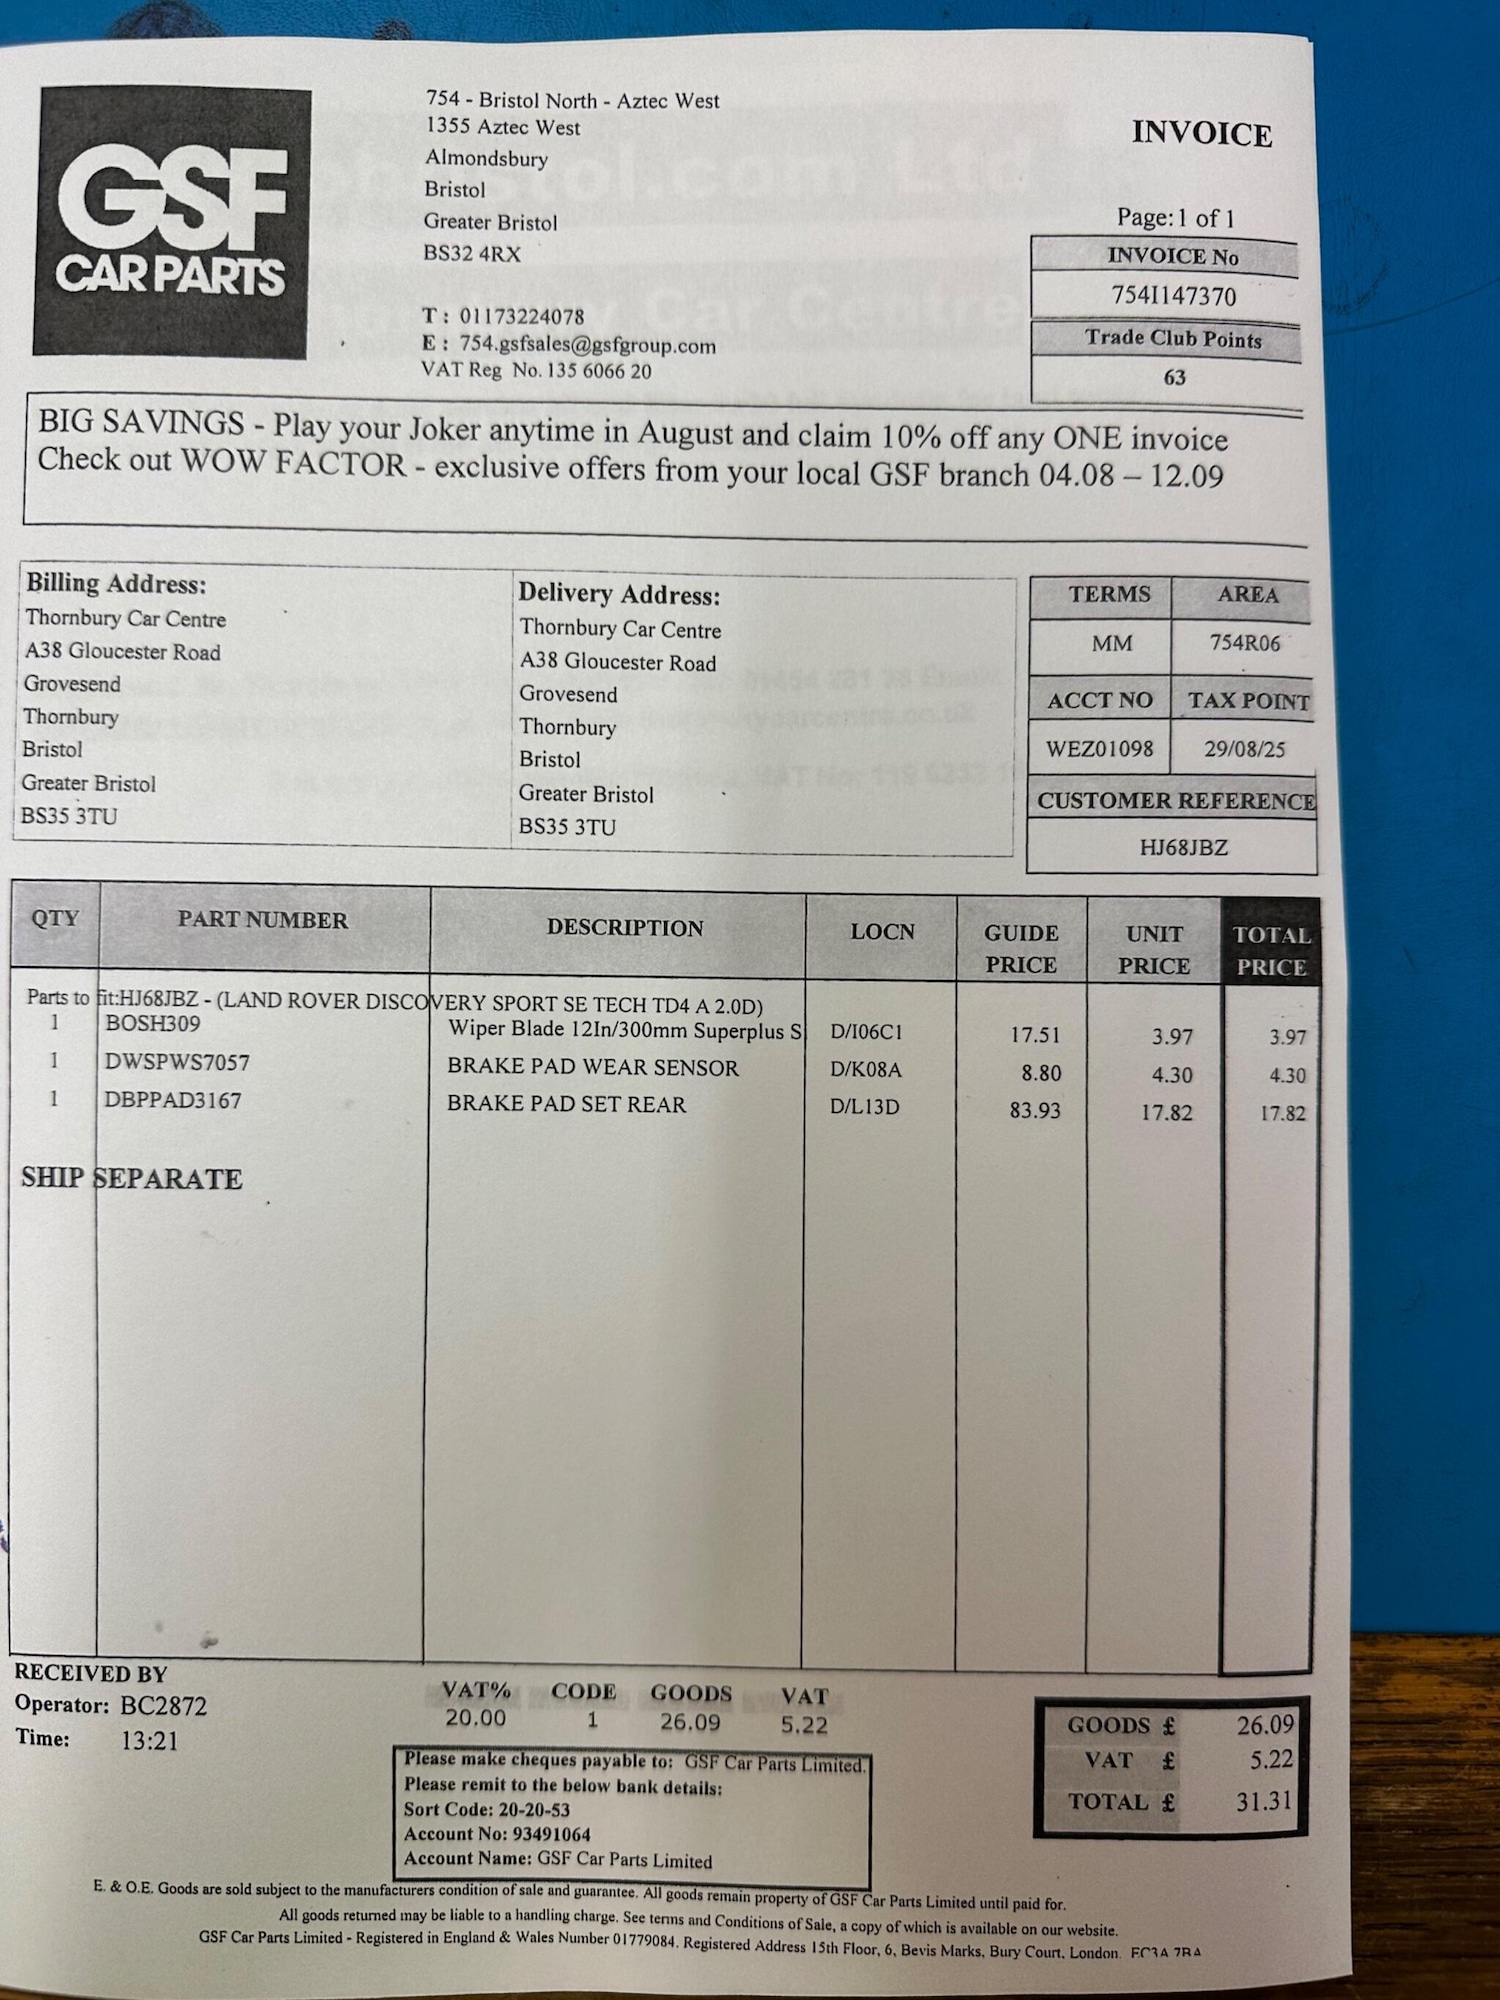 GSF
CAR PARTS
754 - Bristol North - Aztec West
1355 Aztec West
Almondsbury
Bristol
Greater Bristol
BS32 4RX
T : 01173224078
E : 754.gsfsales@gsfgroup.com
VAT Reg No. 135 6066 20
INVOICE
Page: 1 of 1
INVOICE No
754I147370
Trade Club Points
63
BIG SAVINGS - Play your Joker anytime in August and claim 10% off any ONE invoice
Check out WOW FACTOR - exclusive offers from your local GSF branch 04.08 – 12.09
Billing Address:
Thornbury Car Centre
A38 Gloucester Road
Grovesend
Thornbury
Bristol
Greater Bristol
BS35 3TU
Delivery Address:
Thornbury Car Centre
A38 Gloucester Road
Grovesend
Thornbury
Bristol
Greater Bristol
BS35 3TU
TERMS AREA
MM 754R06
ACCT NO TAX POINT
WEZ01098 29/08/25
CUSTOMER REFERENCE
HJ68JBZ
QTY PART NUMBER DESCRIPTION LOCN GUIDE PRICE UNIT PRICE TOTAL PRICE
Parts to fit:HJ68JBZ - (LAND ROVER DISCOVERY SPORT SE TECH TD4 A 2.0D)
1 BOSH309 Wiper Blade 12In/300mm Superplus S D/I06C1 17.51 3.97 3.97
1 DWSPWS7057 BRAKE PAD WEAR SENSOR D/K08A 8.80 4.30 4.30
1 DBPPAD3167 BRAKE PAD SET REAR D/L13D 83.93 17.82 17.82
SHIP SEPARATE
RECEIVED BY
Operator: BC2872
Time: 13:21
VAT% CODE GOODS VAT
20.00 1 26.09 5.22
Please make cheques payable to: GSF Car Parts Limited.
Please remit to the below bank details:
Sort Code: 20-20-53
Account No: 93491064
Account Name: GSF Car Parts Limited
GOODS £ 26.09
VAT £ 5.22
TOTAL £ 31.31
E. & O.E. Goods are sold subject to the manufacturers condition of sale and guarantee. All goods remain property of GSF Car Parts Limited until paid for.
All goods returned may be liable to a handling charge. See terms and Conditions of Sale, a copy of which is available on our website.
GSF Car Parts Limited - Registered in England & Wales Number 01779084. Registered Address 15th Floor, 6, Bevis Marks, Bury Court, London. EC3A 7BA